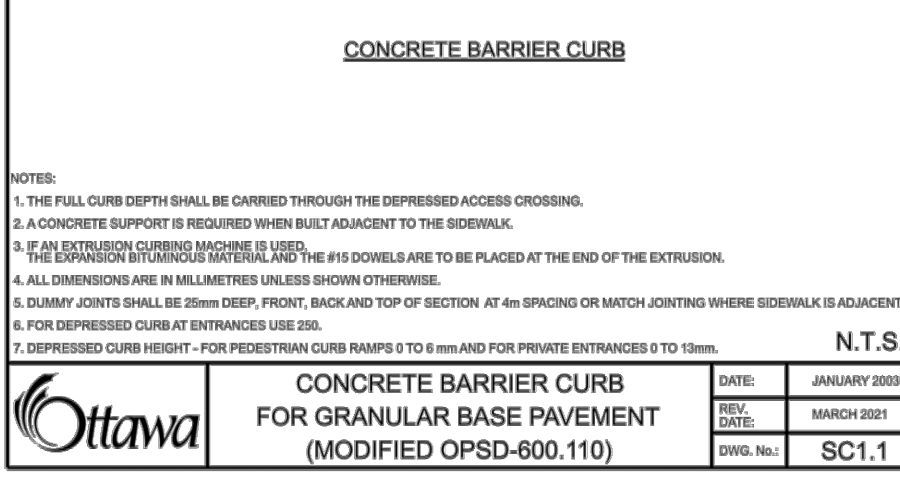 CONCRETE BARRIER CURB
NOTES:
1. THE FULL CURB DEPTH SHALL BE CARRIED THROUGH THE DEPRESSED ACCESS CROSSING.
2. A CONCRETE SUPPORT IS REQUIRED WHEN BUILT ADJACENT TO THE SIDEWALK.
3. IF AN EXTRUSION CURBING MACHINE IS USED,
THE EXPANSION BITUMINOUS MATERIAL AND THE #15 DOWELS ARE TO BE PLACED AT THE END OF THE EXTRUSION.
4. ALL DIMENSIONS ARE IN MILLIMETRES UNLESS SHOWN OTHERWISE.
5. DUMMY JOINTS SHALL BE 25mm DEEP, FRONT, BACK AND TOP OF SECTION AT 4m SPACING OR MATCH JOINTING WHERE SIDEWALK IS ADJACENT
6. FOR DEPRESSED CURB AT ENTRANCES USE 250.
7. DEPRESSED CURB HEIGHT - FOR PEDESTRIAN CURB RAMPS 0 TO 6 mm AND FOR PRIVATE ENTRANCES 0 TO 13mm.
N.T.S.
Ottawa
CONCRETE BARRIER CURB
FOR GRANULAR BASE PAVEMENT
(MODIFIED OPSD-600.110)
DATE: JANUARY 2003
REV. DATE: MARCH 2021
DWG. No.: SC1.1